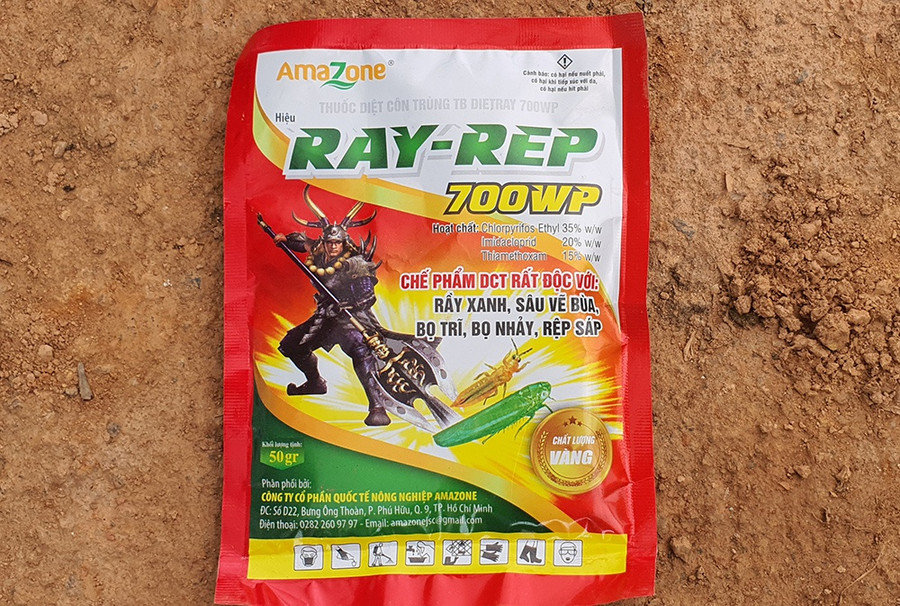 AmaZone®
Cảnh báo: có hại nếu nuốt phải,
có hại khi tiếp xúc với da,
có hại nếu hít phải
THUỐC DIỆT CÔN TRÙNG TB DIETRAY 700WP
Hiệu
RAY-REP
700WP
Hoạt chất: Chlorpyrifos Ethyl 35% w/w
Imidacloprid 20% w/w
Thiamethoxam 15% w/w
CHẾ PHẨM DCT RẤT ĐỘC VỚI:
RẦY XANH, SÂU VẼ BÙA,
BỌ TRĨ, BỌ NHẢY, RỆP SÁP
CHẤT LƯỢNG
VÀNG
Khối lượng tịnh:
50gr
Phân phối bởi:
CÔNG TY CỔ PHẦN QUỐC TẾ NÔNG NGHIỆP AMAZONE
ĐC: Số D22, Bưng Ông Thoàn, P. Phú Hữu, Q. 9, TP. Hồ Chí Minh
Điện thoại: 0282 260 97 97 - Email: amazonejsc@gmail.com